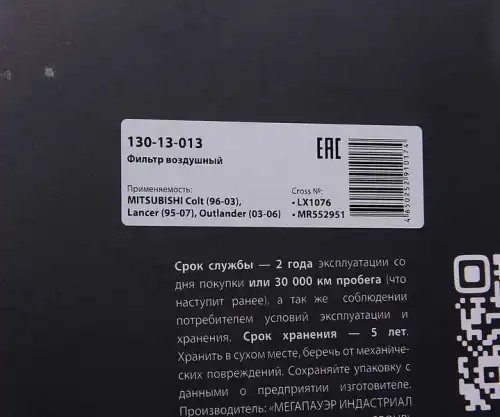 130-13-013
Фильтр воздушный
EAC
Применяемость:
MITSUBISHI Colt (96-03),
Lancer (95-07), Outlander (03-06)
Cross №:
• LX1076
• MR552951
4650252910174
Срок службы — 2 года эксплуатации со
дня покупки или 30 000 км пробега (что
наступит ранее), а так же соблюдении
потребителем условий эксплуатации и
хранения. Срок хранения — 5 лет.
Хранить в сухом месте, беречь от механиче-
ских повреждений. Сохраняйте упаковку с
данными о предприятии изготовителе.
Производитель: «МЕГАПАУЭР ИНДАСТРИАЛ